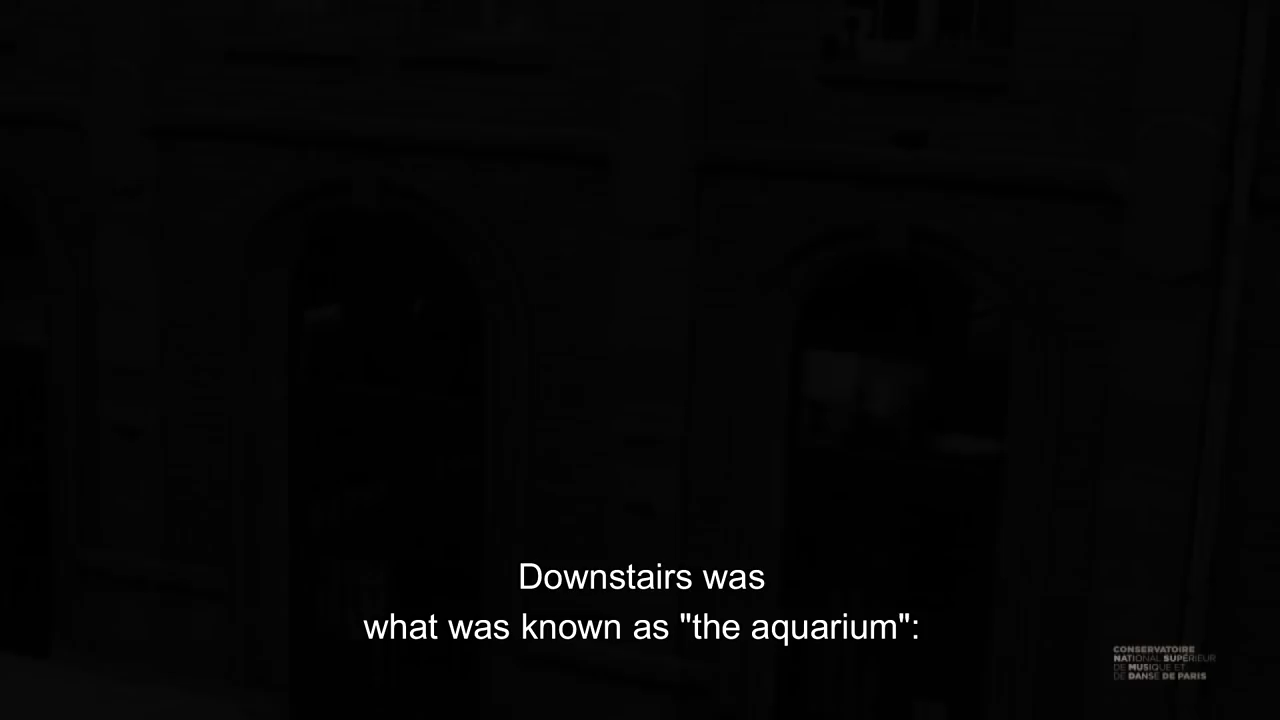 Downstairs was
what was known as "the aquarium":
CONSERVATOIRE
NATIONAL SUPÉRIEUR
DE MUSIQUE ET
DE DANSE DE PARIS